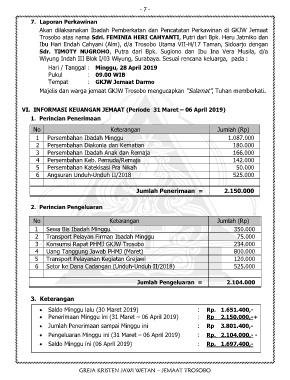 - 7 -
7. Laporan Perkawinan
Akan dilaksanakan Ibadah Pemberkatan dan Pencatatan Perkawinan di GKJW Jemaat
Trosobo atas nama Sdri. FEMINIA HERI CAHYANTI, Putri dari Bpk. Heru Jatmiko dan
Ibu Hari Endah Cahyani (Alm), d/a Trosobo Utama VII-H/17 Taman, Sidoarjo dengan
Sdr. TIMOTY NUGROHO, Putra dari Bpk. Sugiono dan Ibu Ina Vera Musila, d/a
Wiyung Indah III Blok I/03 Wiyung, Surabaya. Sesuai rencana keluarga, pada :
Hari / Tanggal : Minggu, 28 April 2019
Pukul : 09.00 WIB
Tempat : GKJW Jemaat Darmo
Majelis dan warga jemaat GKJW Trosobo mengucapkan "Selamat", Tuhan memberkati.
VI. INFORMASI KEUANGAN JEMAAT (Periode 31 Maret – 06 April 2019)
1. Perincian Penerimaan
No Keterangan Jumlah (Rp)
1 Persembahan Ibadah Minggu 1.087.000
2 Persembahan Diakonia dan Kematian 180.000
3 Persembahan Ibadah Anak dan Remaja 166.000
4 Persembahan Keb. Pemuda/Remaja 142.000
5 Persembahan Katekisasi Pra Nikah 50.000
6 Angsuran Unduh-Unduh II/2018 525.000
Jumlah Penerimaan = 2.150.000
2. Perincian Pengeluaran
No Keterangan Jumlah (Rp)
1 Sewa Bis Ibadah Minggu 350.000
2 Transport Pelayan Firman Ibadah Minggu 75.000
3 Konsumsi Rapat PHMJ GKJW Trosobo 234.000
4 Uang Tanggung Jawab PHMJ (Maret) 800.000
5 Transport Pelayanan Kegiatan Grejawi 120.000
6 Setor ke Dana Cadangan (Unduh-Unduh III/2018) 525.000
Jumlah Pengeluaran = 2.104.000
3. Keterangan
• Saldo Minggu lalu (30 Maret 2019) : Rp. 1.651.400,-
• Penerimaan Minggu ini (31 Maret – 06 April 2019) : Rp 2.150.000,-+
• Jumlah Penerimaan sampai Minggu ini : Rp 3.801.400,-
• Pengeluaran Minggu ini (31 Maret – 06 April 2019) : Rp 2.104.000,- -
• Saldo Minggu ini (06 April 2019) : Rp. 1.697.400,-
GREJA KRISTEN JAWI WETAN – JEMAAT TROSOBO